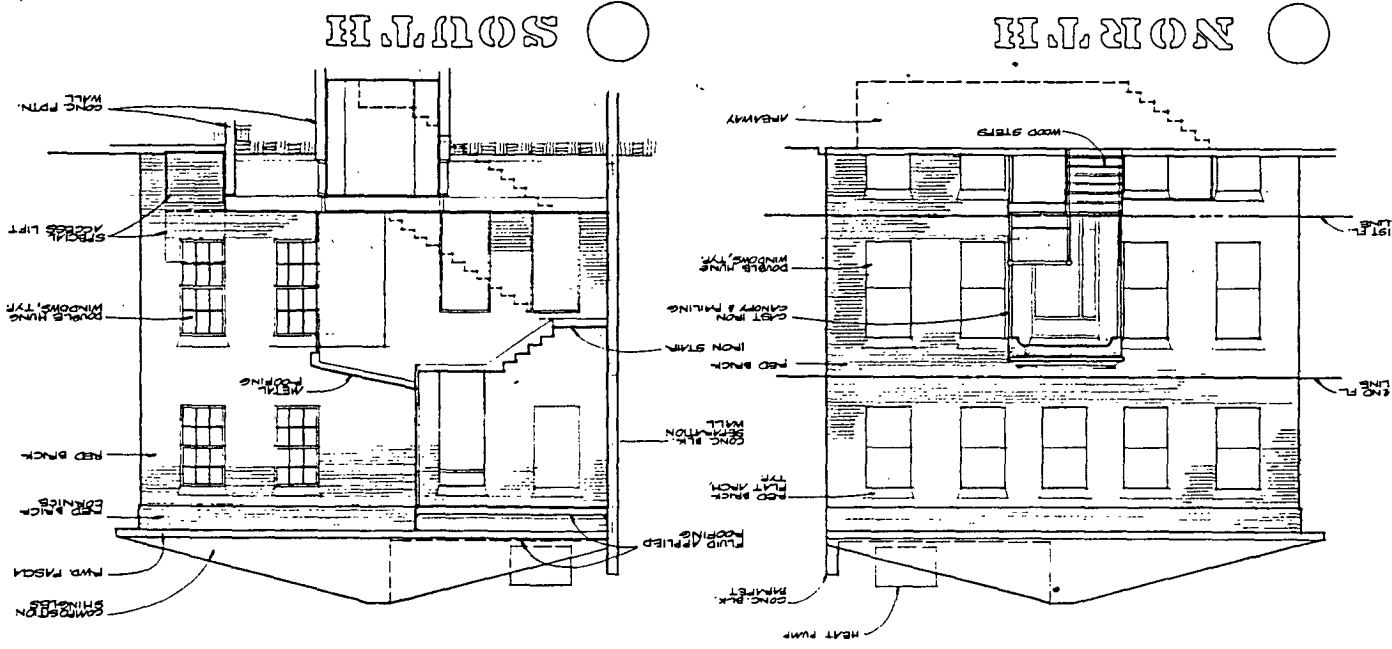 HEAT PUMP
CONC. BLK.
PARAPET
RED BRICK
FLAT ARCH,
TYP.
2ND FL.
LINE
RED BRICK
CAST IRON
CANOPY & RAILING
DOUBLE HUNG
WINDOWS, TYP.
1ST FL.
LINE
WOOD STEPS
AREAWAY
NORTH
COMPOSITION
SHINGLES
PWD. FASCIA
FLUID APPLIED
ROOFING
RED BRICK
CORNICE
RED BRICK
CONC. BLK.
SEPARATION
WALL
METAL
ROOFING
IRON STAIR
DOUBLE HUNG
WINDOWS, TYP.
SPECIAL
ACCESS LIFT
CONC FDTN.
WALL
SOUTH